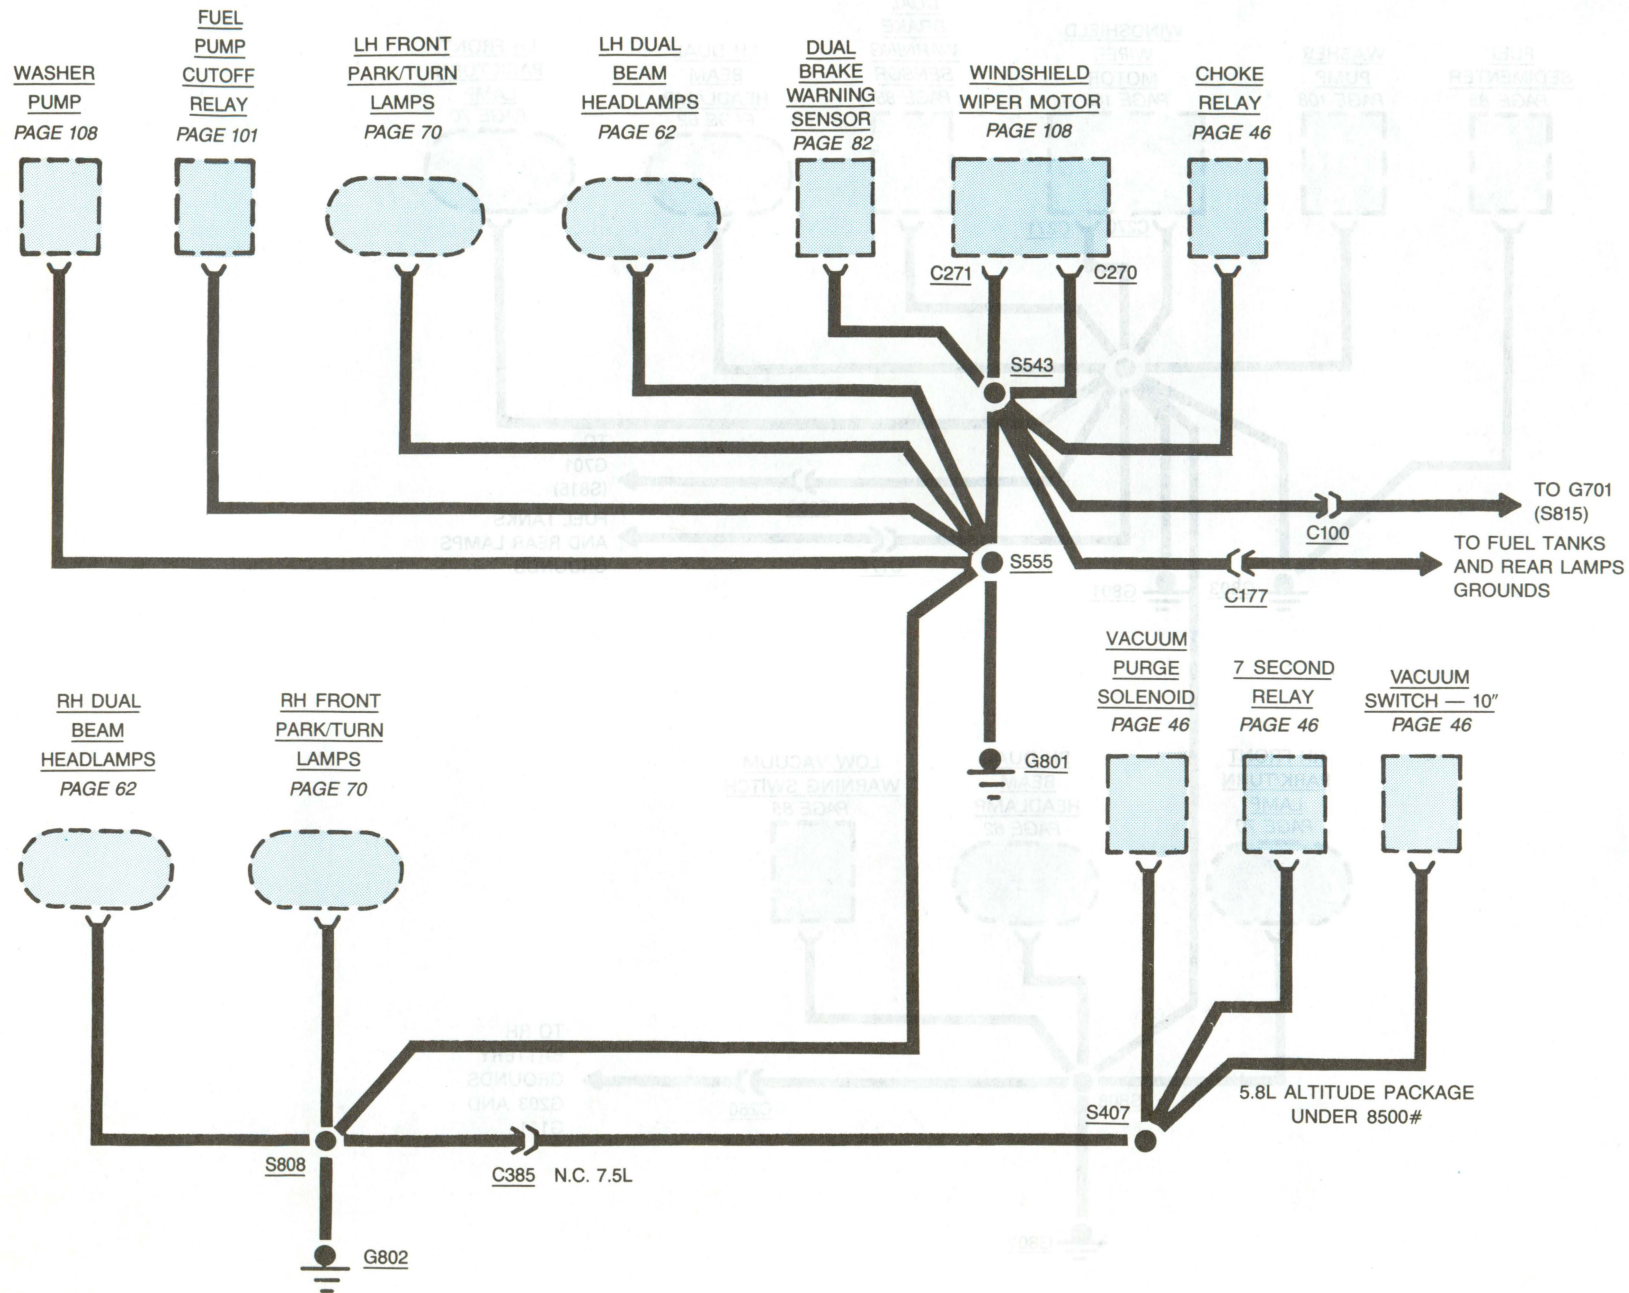 WASHER
PUMP
PAGE 108
FUEL
PUMP
CUTOFF
RELAY
PAGE 101
LH FRONT
PARK/TURN
LAMPS
PAGE 70
LH DUAL
BEAM
HEADLAMPS
PAGE 62
DUAL
BRAKE
WARNING
SENSOR
PAGE 82
WINDSHIELD
WIPER MOTOR
PAGE 108
CHOKE
RELAY
PAGE 46
C271
C270
S543
TO G701
(S815)
C100
S555
TO FUEL TANKS
AND REAR LAMPS
GROUNDS
C177
G801
VACUUM
PURGE
SOLENOID
PAGE 46
7 SECOND
RELAY
PAGE 46
VACUUM
SWITCH — 10″
PAGE 46
RH DUAL
BEAM
HEADLAMPS
PAGE 62
RH FRONT
PARK/TURN
LAMPS
PAGE 70
5.8L ALTITUDE PACKAGE
UNDER 8500#
S407
S808
C385 N.C. 7.5L
G802